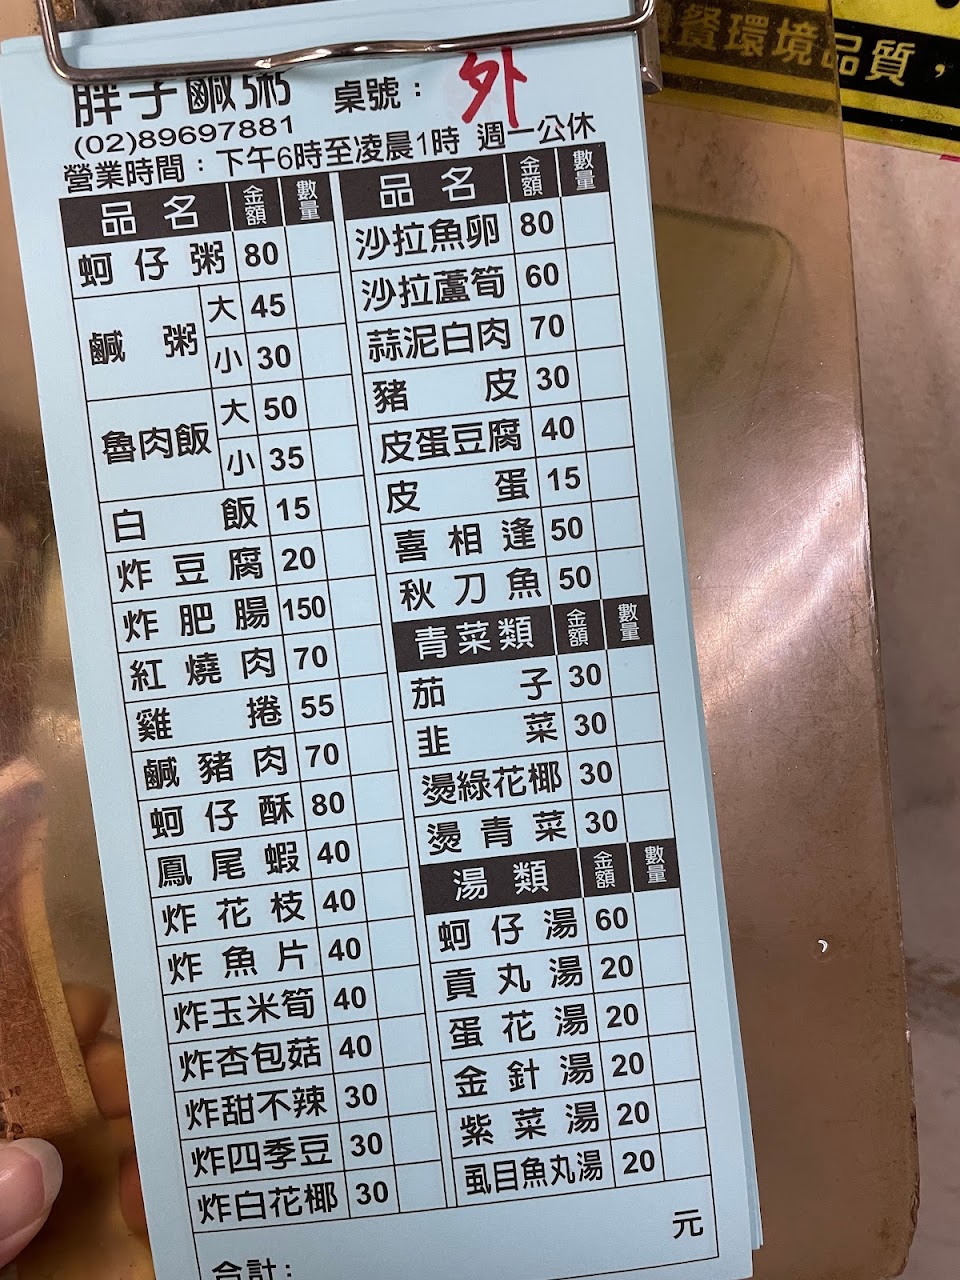 餐環境品質，
胖子鹹粥 桌號： 外
(02)89697881
營業時間：下午6時至凌晨1時 週一公休
品名 金額 數量
蚵仔粥 80
鹹粥 大 45
小 30
魯肉飯 大 50
小 35
白飯 15
炸豆腐 20
炸肥腸 150
紅燒肉 70
雞捲 55
鹹豬肉 70
蚵仔酥 80
鳳尾蝦 40
炸花枝 40
炸魚片 40
炸玉米筍 40
炸杏包菇 40
炸甜不辣 30
炸四季豆 30
炸白花椰 30
品名 金額 數量
沙拉魚卵 80
沙拉蘆筍 60
蒜泥白肉 70
豬皮 30
皮蛋豆腐 40
皮蛋 15
喜相逢 50
秋刀魚 50
青菜類 金額 數量
茄子 30
韭菜 30
燙綠花椰 30
燙青菜 30
湯類 金額 數量
蚵仔湯 60
貢丸湯 20
蛋花湯 20
金針湯 20
紫菜湯 20
虱目魚丸湯 20
合計: 元